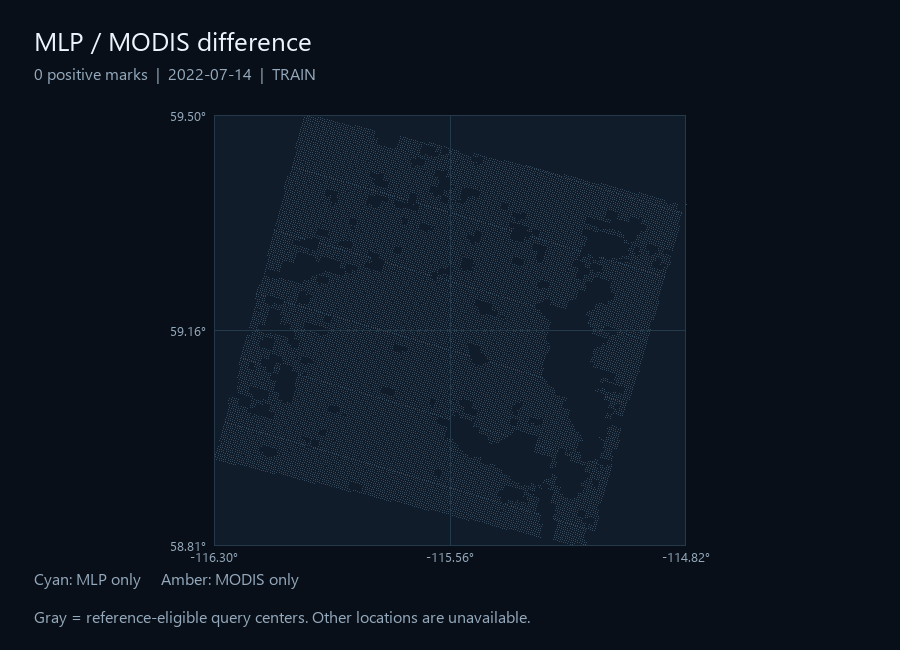 MLP / MODIS difference
0 positive marks | 2022-07-14 | TRAIN
59.50°
59.16°
58.81°
-116.30°
-115.56°
-114.82°
Cyan: MLP only Amber: MODIS only
Gray = reference-eligible query centers. Other locations are unavailable.